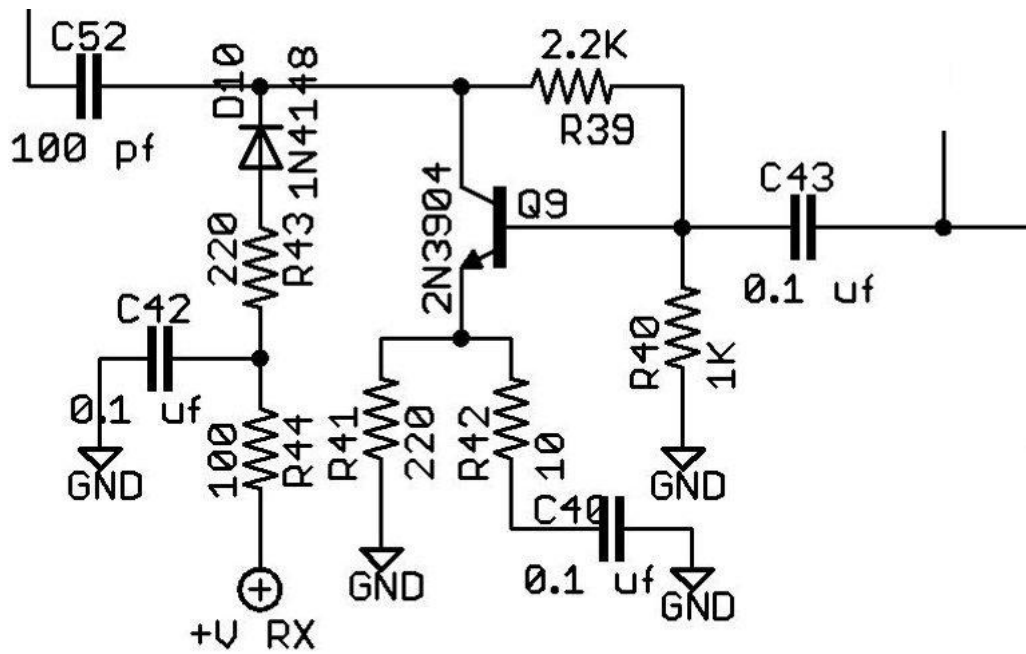 C52
100 pf
D10
1N4148
2.2K
R39
2N3904
Q9
C43
0.1 uf
220
R43
C42
0.1 uf
GND
100
R44
+V RX
R41
220
GND
R42
10
C40
0.1 uf
GND
R40
1K
GND